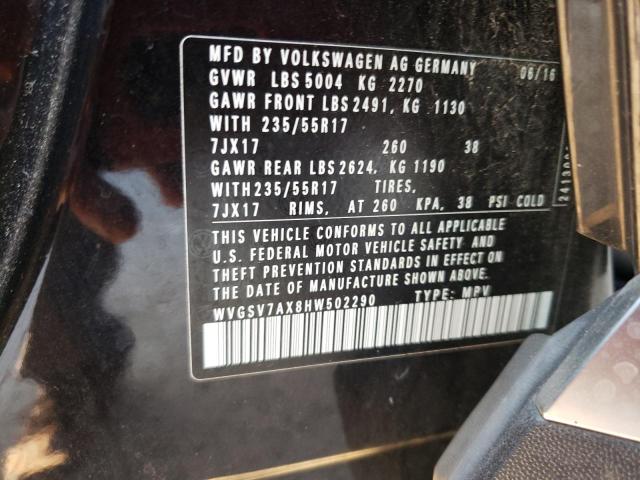 MFD BY VOLKSWAGEN AG GERMANY 06/16
GVWR LBS 5004 KG 2270
GAWR FRONT LBS 2491, KG 1130
WITH 235/55R17
7JX17 260 38
GAWR REAR LBS 2624, KG 1190
WITH 235/55R17 TIRES,
7JX17 RIMS, AT 260 KPA, 38 PSI COLD
THIS VEHICLE CONFORMS TO ALL APPLICABLE
U.S. FEDERAL MOTOR VEHICLE SAFETY AND
THEFT PREVENTION STANDARDS IN EFFECT ON
THE DATE OF MANUFACTURE SHOWN ABOVE.
WVGSV7AX8HW502290 TYPE: MPV